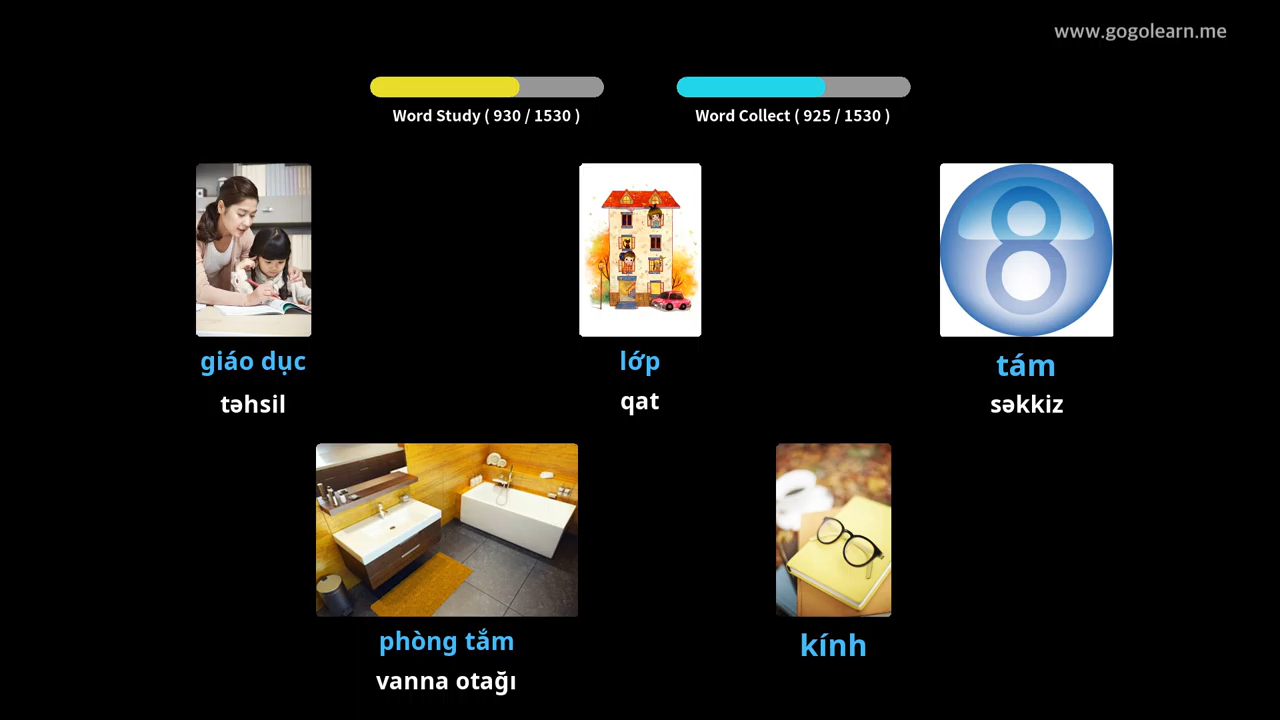 www.gogolearn.me
Word Study ( 930 / 1530 )
Word Collect ( 925 / 1530 )
8
giáo dục
lớp
tám
təhsil
qat
səkkiz
phòng tắm
kính
vanna otağı